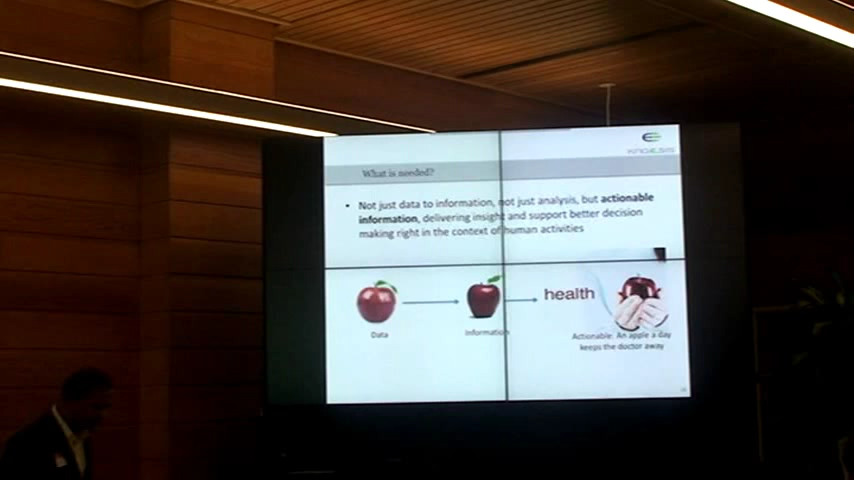 KNO.E.SIS
What is needed?
• Not just data to information, not just analysis, but actionable
information, delivering insight and support better decision
making right in the context of human activities
health
Data
Information
Actionable: An apple a day
keeps the doctor away